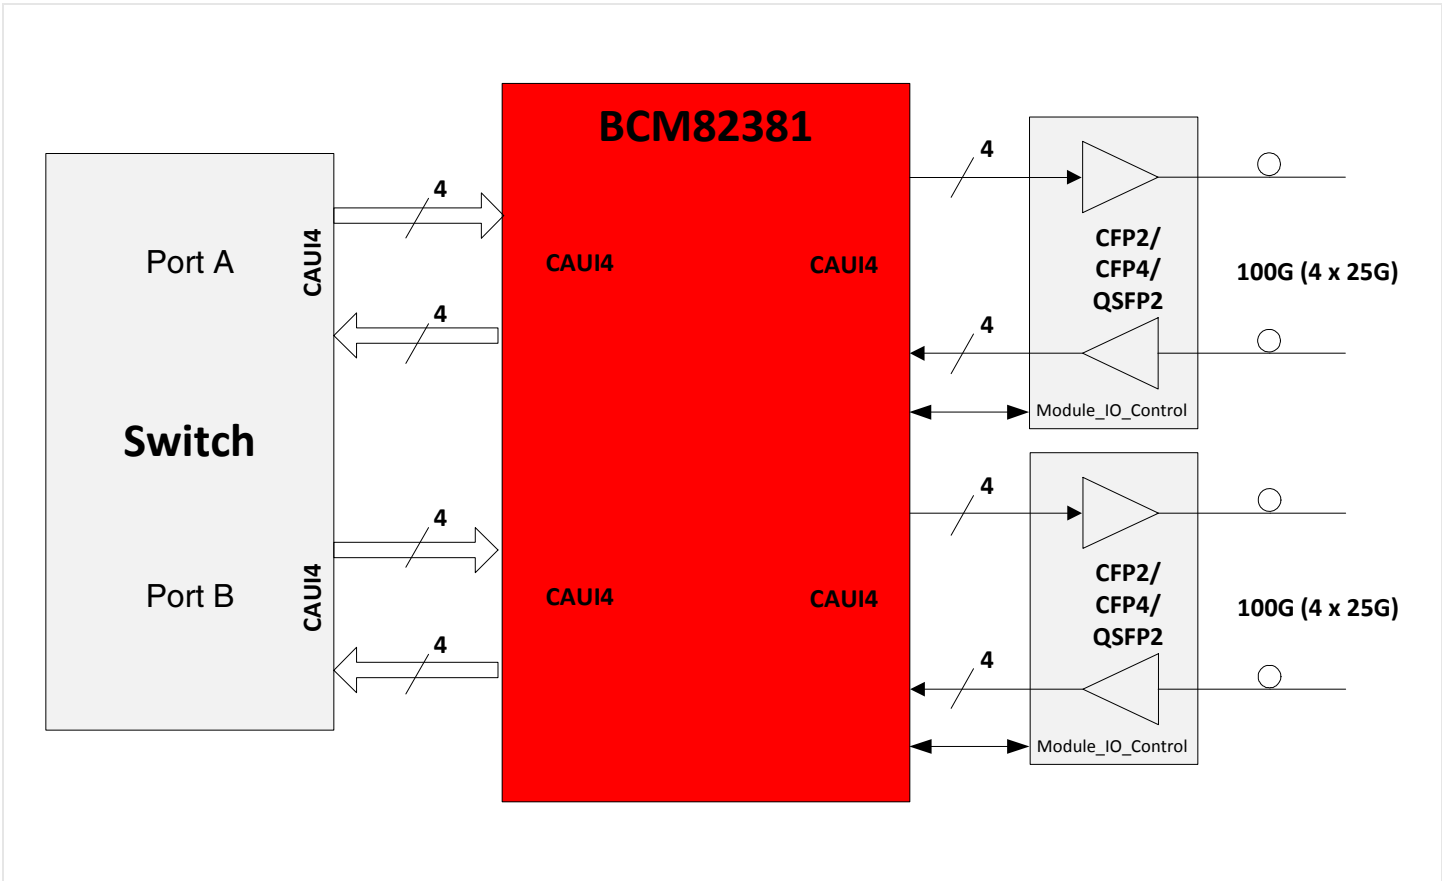 BCM82381
4
4
Port A
CAUI4
4
CAUI4
CAUI4
4
CFP2/
CFP4/
QSFP2
4
Module_IO_Control
100G (4 x 25G)
Switch
4
4
Port B
CAUI4
4
CAUI4
CAUI4
CFP2/
CFP4/
QSFP2
4
Module_IO_Control
100G (4 x 25G)